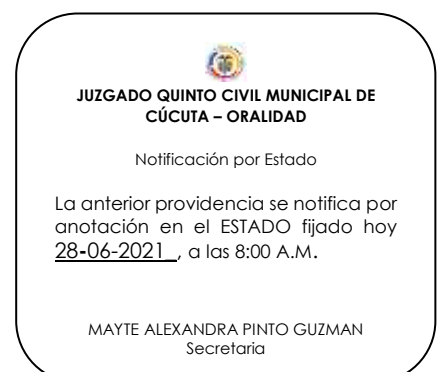 JUZGADO QUINTO CIVIL MUNICIPAL DE
CÚCUTA – ORALIDAD
Notificación por Estado
La anterior providencia se notifica por
anotación en el ESTADO fijado hoy
28-06-2021_, a las 8:00 A.M.
MAYTE ALEXANDRA PINTO GUZMAN
Secretaria